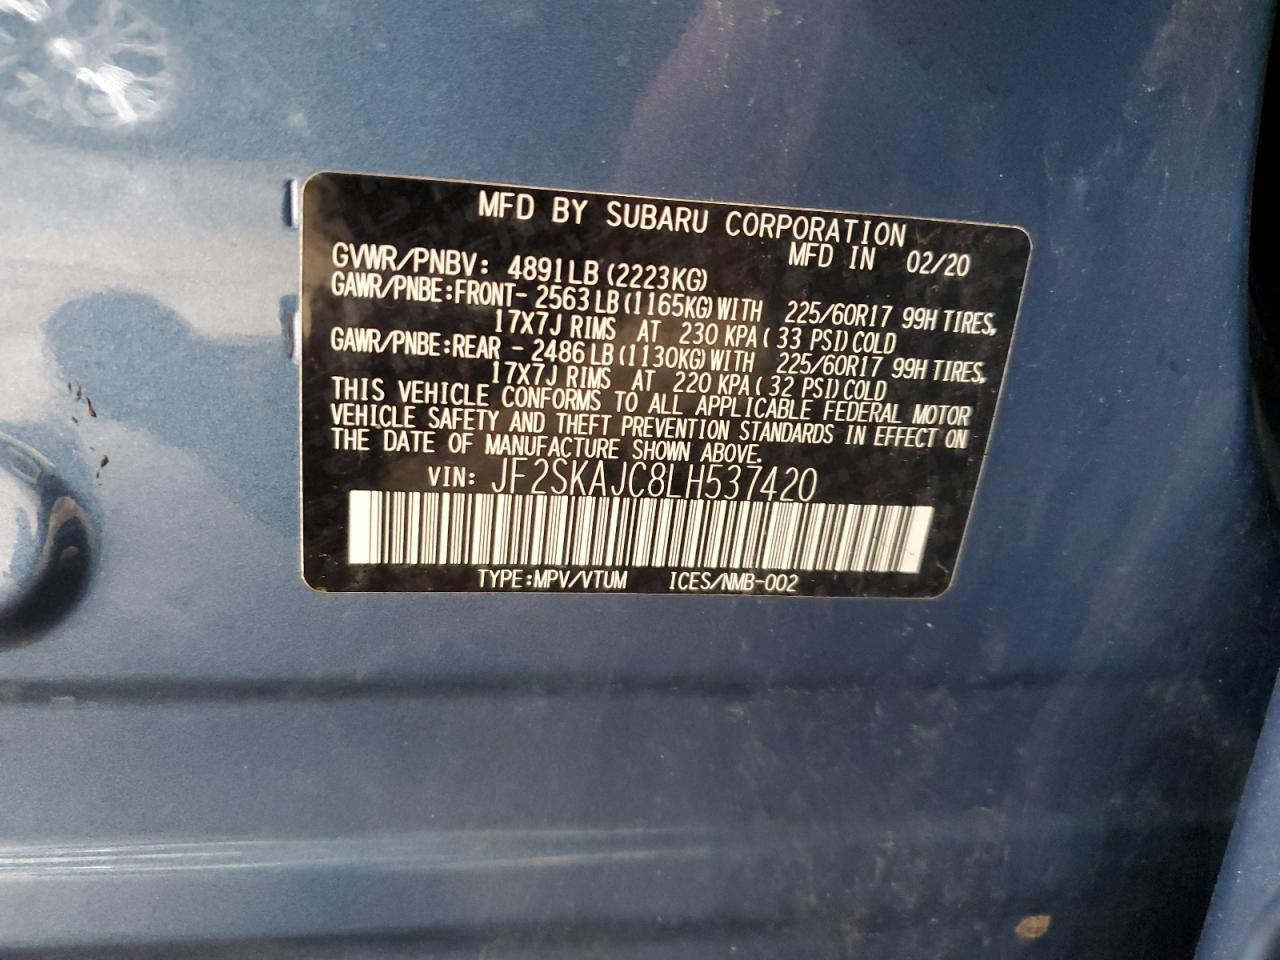 MFD BY SUBARU CORPORATION
MFD IN 02/20
GVWR/PNBV: 4891LB (2223KG)
GAWR/PNBE:FRONT- 2563LB (1165KG) WITH 225/60R17 99H TIRES,
17X7J RIMS AT 230 KPA ( 33 PSI) COLD
GAWR/PNBE:REAR - 2486LB (1130KG) WITH 225/60R17 99H TIRES,
17X7J RIMS AT 220 KPA ( 32 PSI) COLD
THIS VEHICLE CONFORMS TO ALL APPLICABLE FEDERAL MOTOR
VEHICLE SAFETY AND THEFT PREVENTION STANDARDS IN EFFECT ON
THE DATE OF MANUFACTURE SHOWN ABOVE.
VIN: JF2SKAJC8LH537420
TYPE:MPV/VTUM ICES/NMB-002